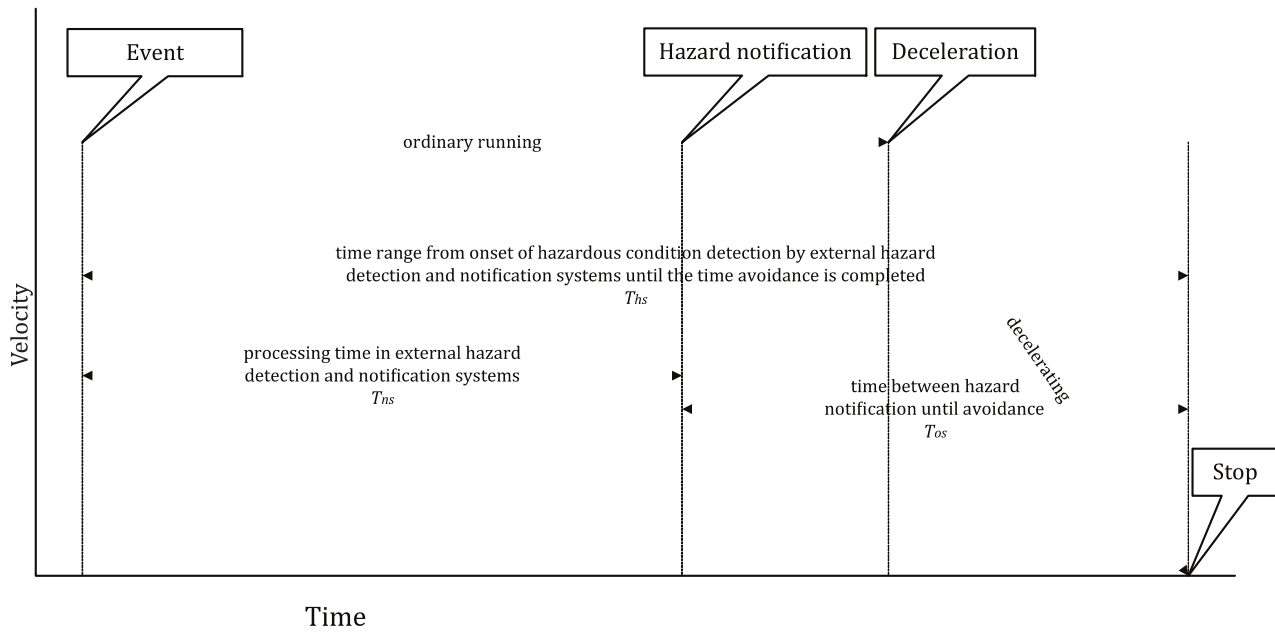 Event
Hazard notification
Deceleration
ordinary running
time range from onset of hazardous condition detection by external hazard
detection and notification systems until the time avoidance is completed
Ths
Velocity
decelerating
processing time in external hazard
detection and notification systems
Tns
time between hazard
notification until avoidance
Tos
Stop
Time